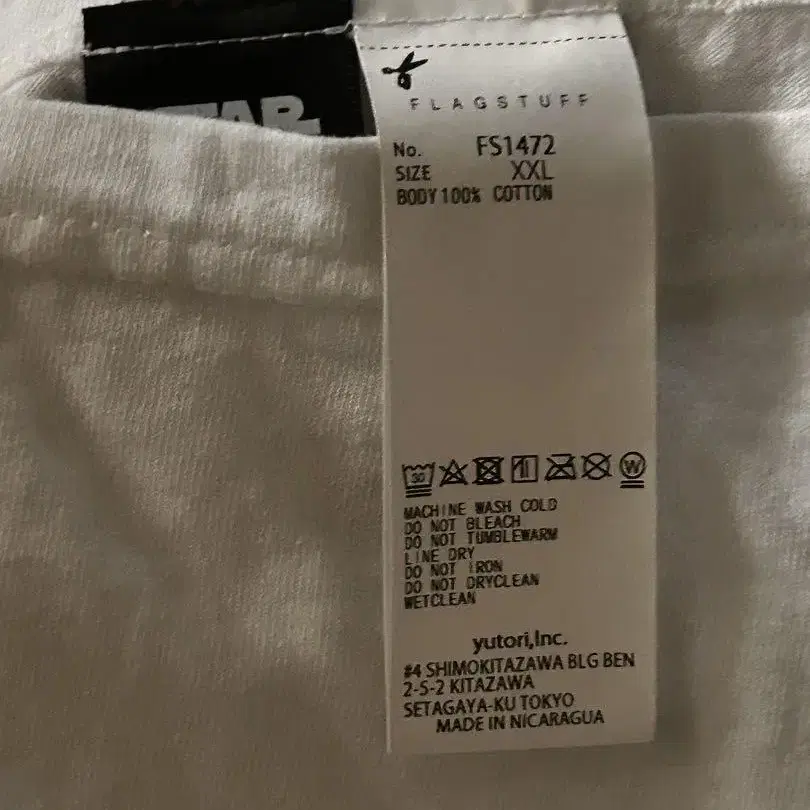 STAR
FLAGSTUFF
No. FS1472
SIZE XXL
BODY 100% COTTON
30
W
MACHINE WASH COLD
DO NOT BLEACH
DO NOT TUMBLEWARM
LINE DRY
DO NOT IRON
DO NOT DRYCLEAN
WETCLEAN
yutori,Inc.
#4 SHIMOKITAZAWA BLG BEN
2-5-2 KITAZAWA
SETAGAYA-KU TOKYO
MADE IN NICARAGUA